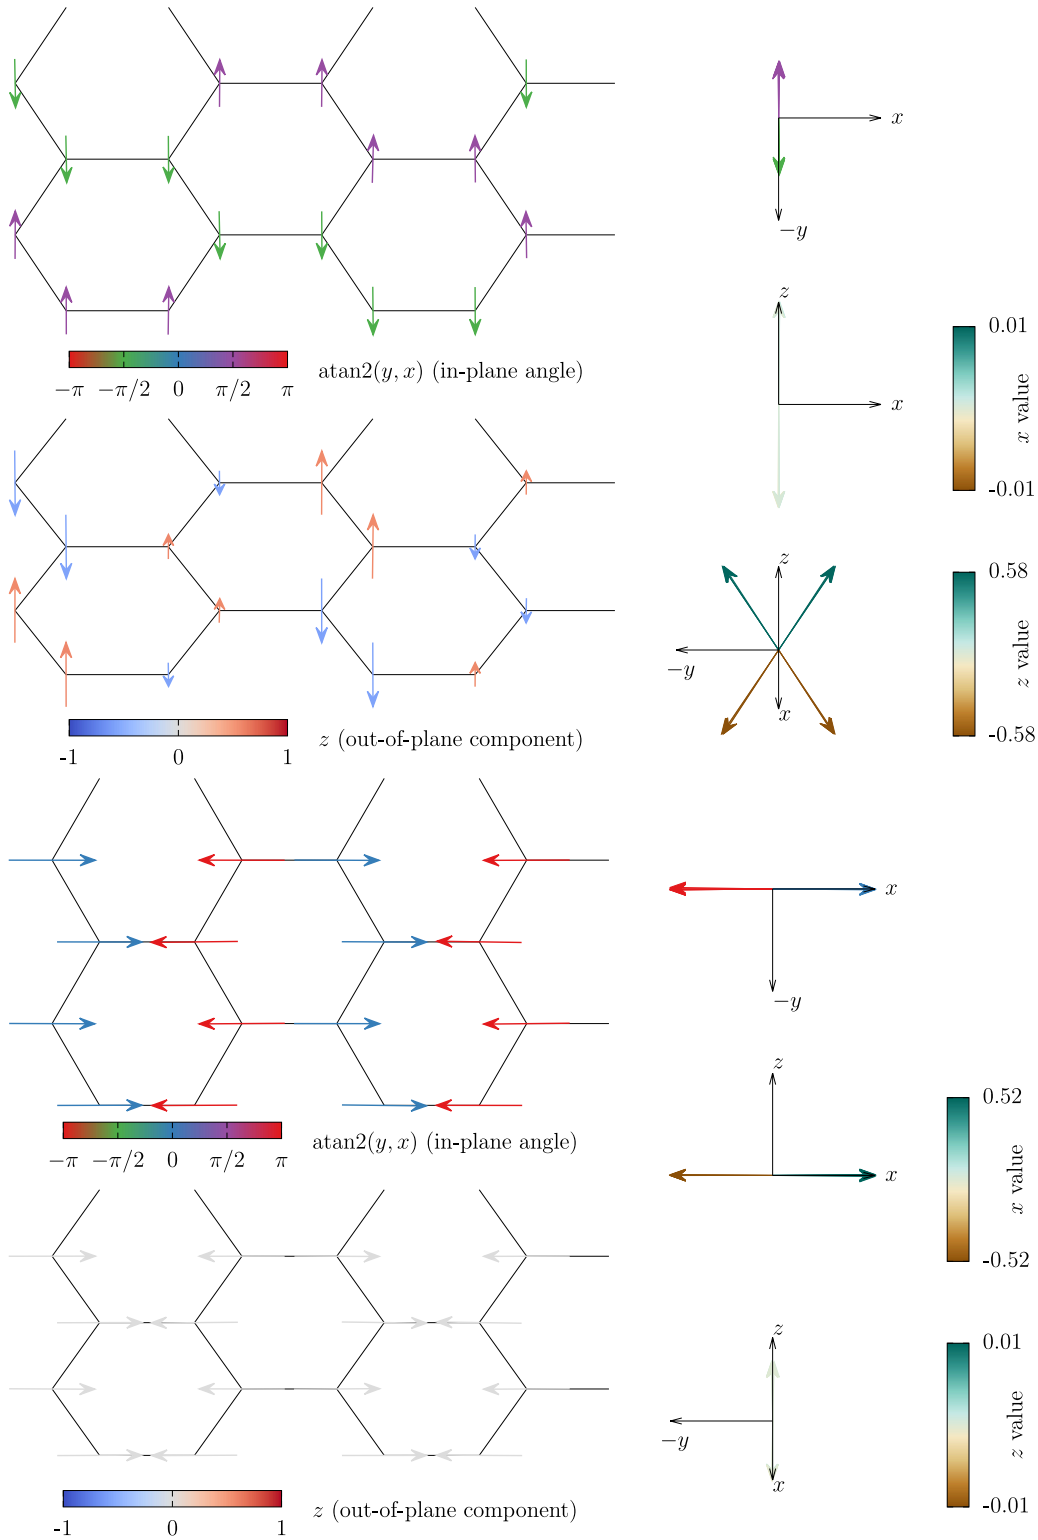 x
−y
z
x
0.01
x value
-0.01
−π −π/2 0 π/2 π
atan2(y, x) (in-plane angle)
z
−y
x
0.58
z value
-0.58
-1 0 1
z (out-of-plane component)
x
−y
z
x
0.52
x value
-0.52
−π −π/2 0 π/2 π
atan2(y, x) (in-plane angle)
z
−y
x
0.01
z value
-0.01
-1 0 1
z (out-of-plane component)